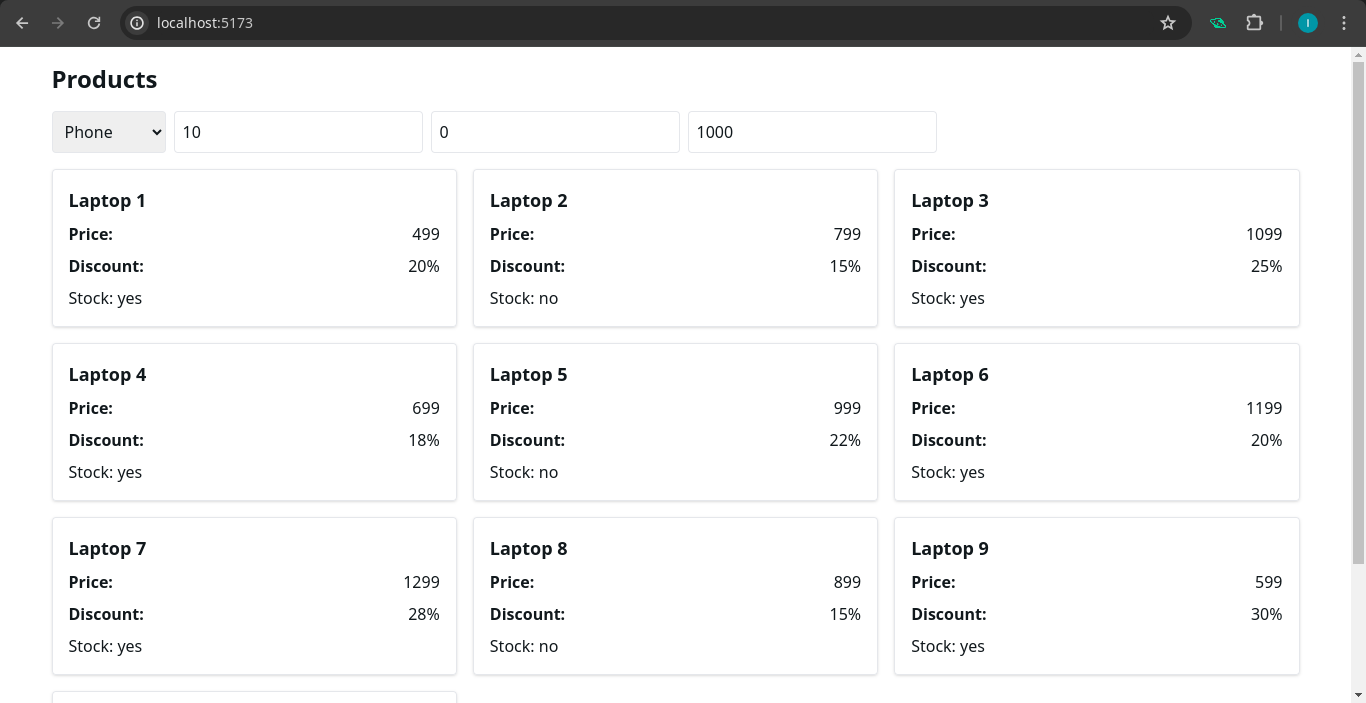 localhost:5173
I
Products
Phone 10 0 1000
Laptop 1 Laptop 2 Laptop 3
Price: 499 Price: 799 Price: 1099
Discount: 20% Discount: 15% Discount: 25%
Stock: yes Stock: no Stock: yes
Laptop 4 Laptop 5 Laptop 6
Price: 699 Price: 999 Price: 1199
Discount: 18% Discount: 22% Discount: 20%
Stock: yes Stock: no Stock: yes
Laptop 7 Laptop 8 Laptop 9
Price: 1299 Price: 899 Price: 599
Discount: 28% Discount: 15% Discount: 30%
Stock: yes Stock: no Stock: yes